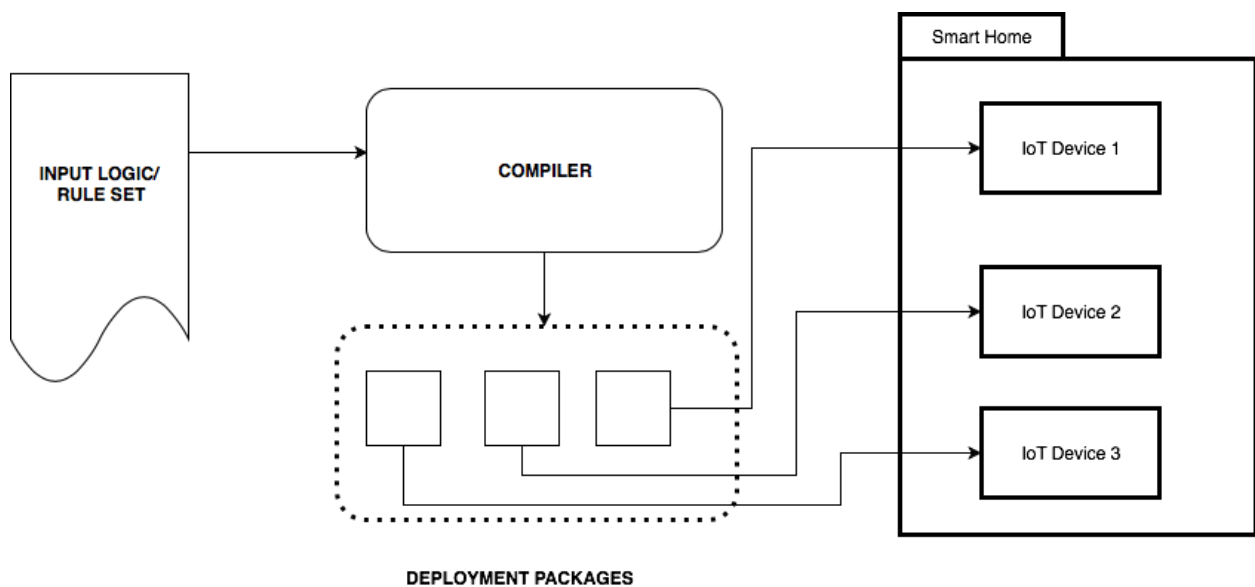 Smart Home
INPUT LOGIC/
RULE SET
COMPILER
IoT Device 1
IoT Device 2
IoT Device 3
DEPLOYMENT PACKAGES